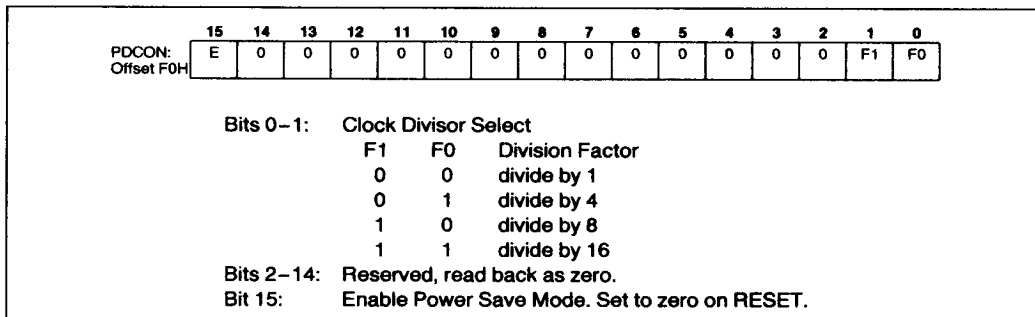 15 14 13 12 11 10 9 8 7 6 5 4 3 2 1 0
PDCON: E 0 0 0 0 0 0 0 0 0 0 0 0 0 F1 F0
Offset F0H
Bits 0–1: Clock Divisor Select
F1 F0 Division Factor
0 0 divide by 1
0 1 divide by 4
1 0 divide by 8
1 1 divide by 16
Bits 2–14: Reserved, read back as zero.
Bit 15: Enable Power Save Mode. Set to zero on RESET.